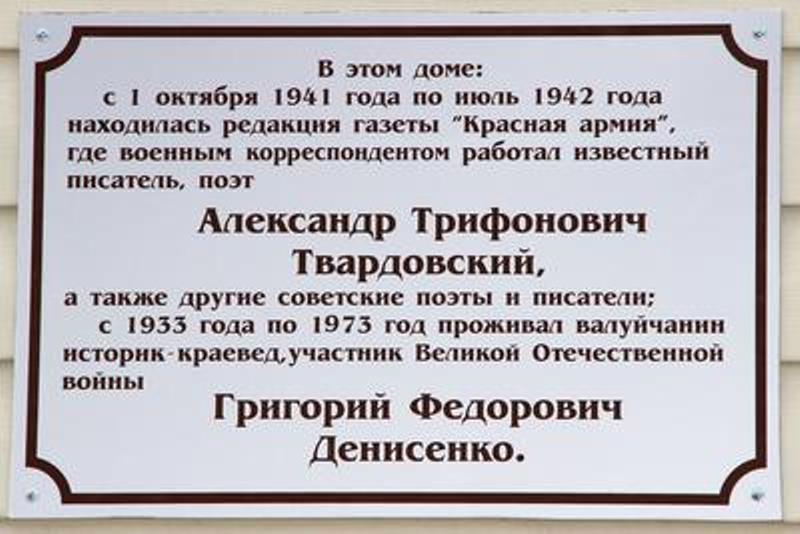 В этом доме:
с 1 октября 1941 года по июль 1942 года
находилась редакция газеты "Красная армия",
где военным корреспондентом работал известный
писатель, поэт
Александр Трифонович
Твардовский,
а также другие советские поэты и писатели;
с 1933 года по 1973 год проживал валуйчанин
историк-краевед,участник Великой Отечественной
войны
Григорий Федорович
Денисенко.